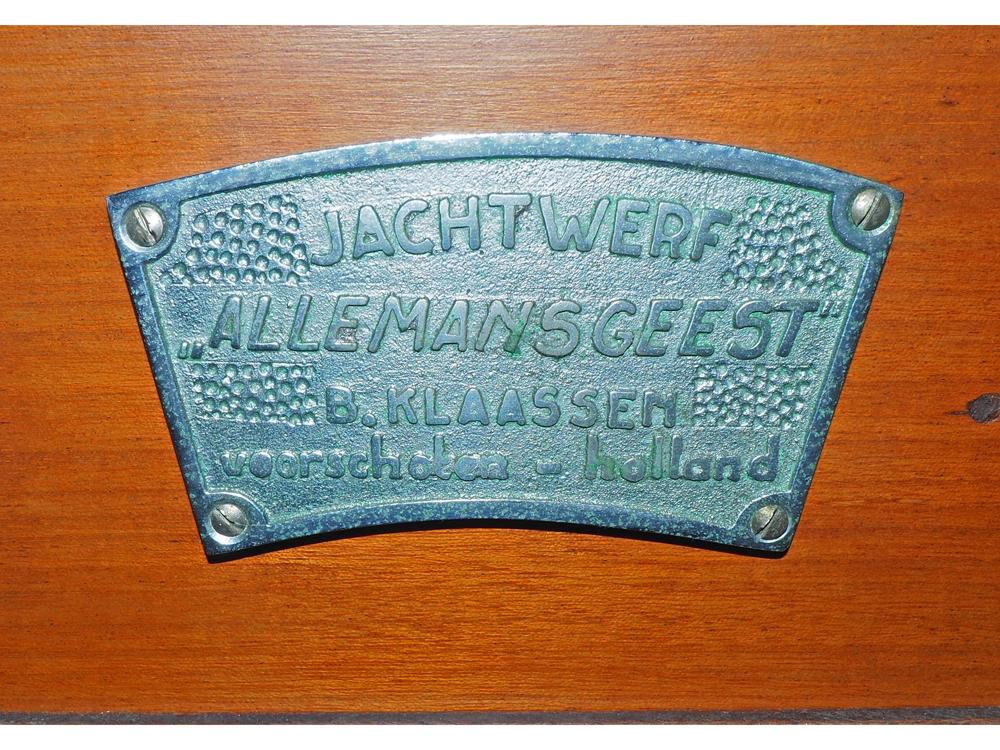 JACHTWERF
„ALLEMANSGEEST"
B. KLAASSEN
voorschoten - holland